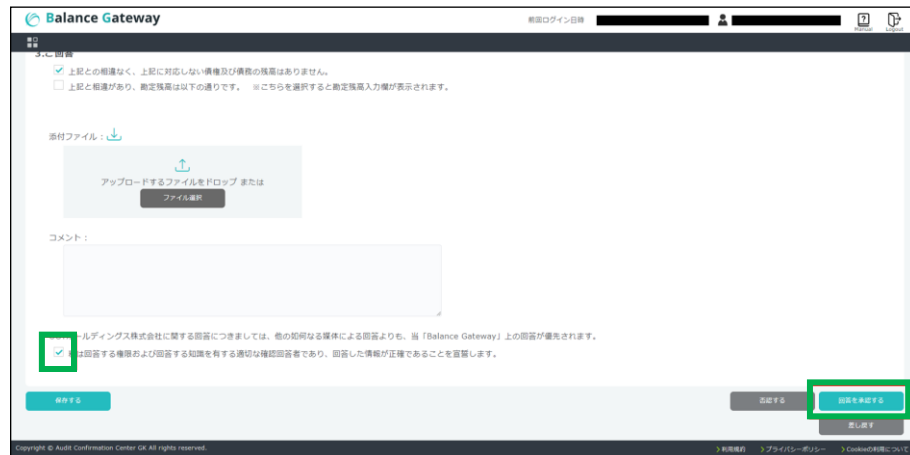 Balance Gateway
前回ログイン日時
Manual
Logout
3.ご回答
上記との相違なく、上記に対応しない債権及び債務の残高はありません。
上記と相違があり、勘定残高は以下の通りです。 ※こちらを選択すると勘定残高入力欄が表示されます。
添付ファイル：
アップロードするファイルをドロップ または
ファイル選択
コメント：
ールディングス株式会社に関する回答につきましては、他の如何なる媒体による回答よりも、当「Balance Gateway」上の回答が優先されます。
は回答する権限および回答する知識を有する適切な確認回答者であり、回答した情報が正確であることを宣誓します。
保存する
否認する
回答を承認する
差し戻す
Copyright © Audit Confirmation Center GK All rights reserved.
利用規約
プライバシーポリシー
Cookieの利用について